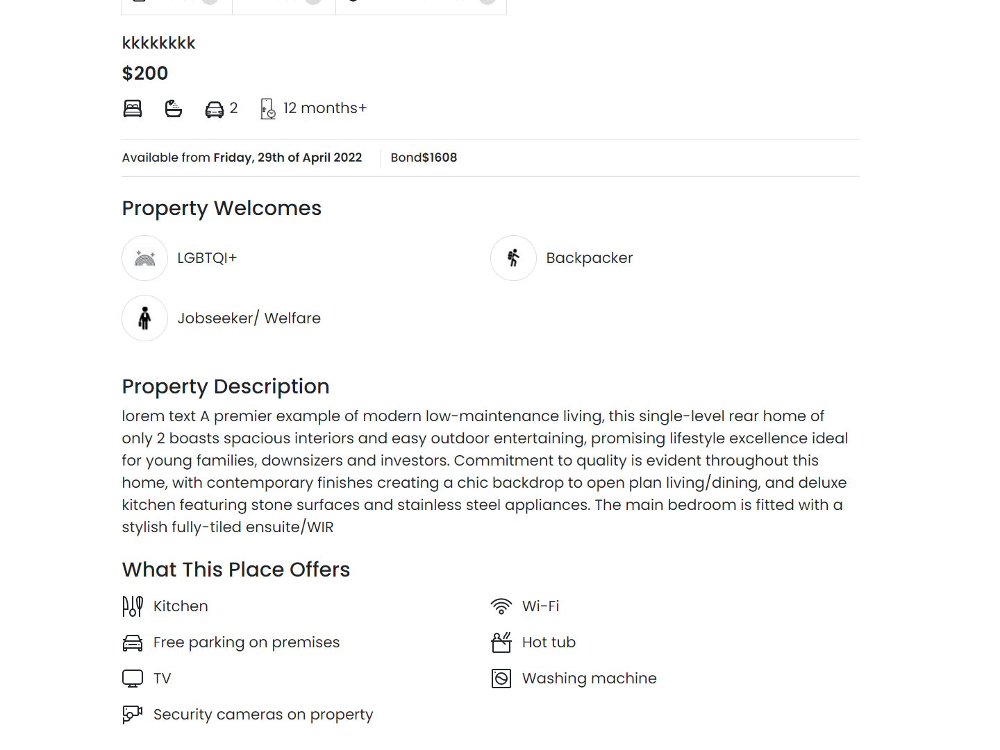 kkkkkkkk
$200
2 12 months+
Available from Friday, 29th of April 2022 Bond$1608
Property Welcomes
LGBTQI+ Backpacker
Jobseeker/ Welfare
Property Description
lorem text A premier example of modern low-maintenance living, this single-level rear home of
only 2 boasts spacious interiors and easy outdoor entertaining, promising lifestyle excellence ideal
for young families, downsizers and investors. Commitment to quality is evident throughout this
home, with contemporary finishes creating a chic backdrop to open plan living/dining, and deluxe
kitchen featuring stone surfaces and stainless steel appliances. The main bedroom is fitted with a
stylish fully-tiled ensuite/WIR
What This Place Offers
Kitchen Wi-Fi
Free parking on premises Hot tub
TV Washing machine
Security cameras on property